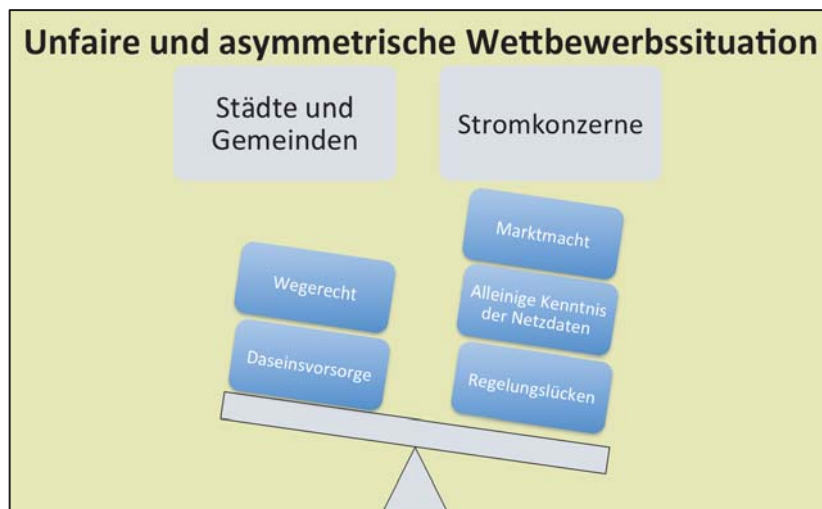 Unfaire und asymmetrische Wettbewerbssituation
Städte und
Gemeinden
Stromkonzerne
Wegerecht
Daseinsvorsorge
Marktmacht
Alleinige Kenntnis
der Netzdaten
Regelungslücken